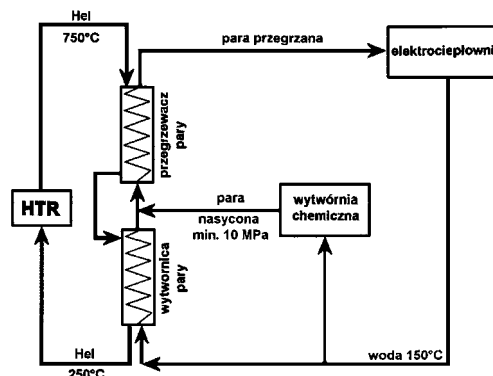 Hel
750°C
para przegrzana
elektrociepłowni
przegrzewacz
pary
HTR
para
nasycona
min. 10 MPa
wytwórnia
chemiczna
wytwornica
pary
Hel
250°C
woda 150°C